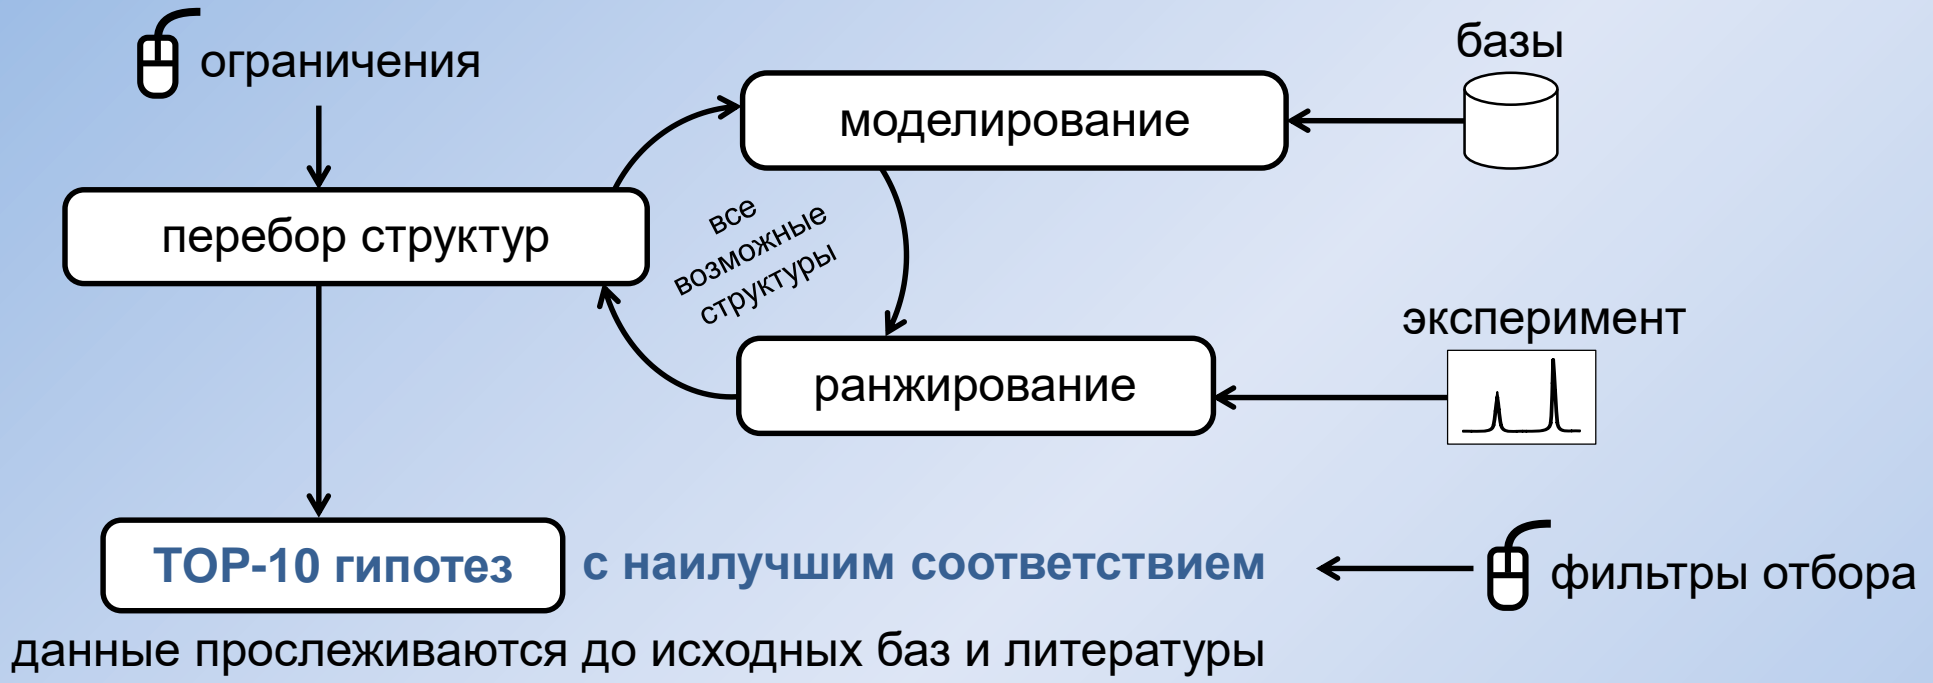 ограничения
базы
моделирование
перебор структур
все
возможные
структуры
эксперимент
ранжирование
TOP-10 гипотез
с наилучшим соответствием
фильтры отбора
данные прослеживаются до исходных баз и литературы